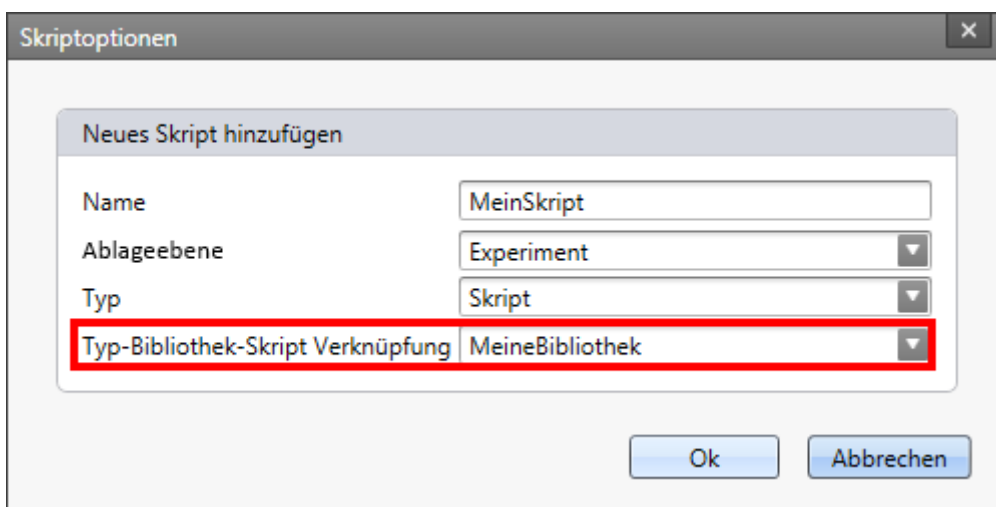 Skriptoptionen
Neues Skript hinzufügen
Name MeinSkript
Ablageebene Experiment
Typ Skript
Typ-Bibliothek-Skript Verknüpfung MeineBibliothek
Ok Abbrechen